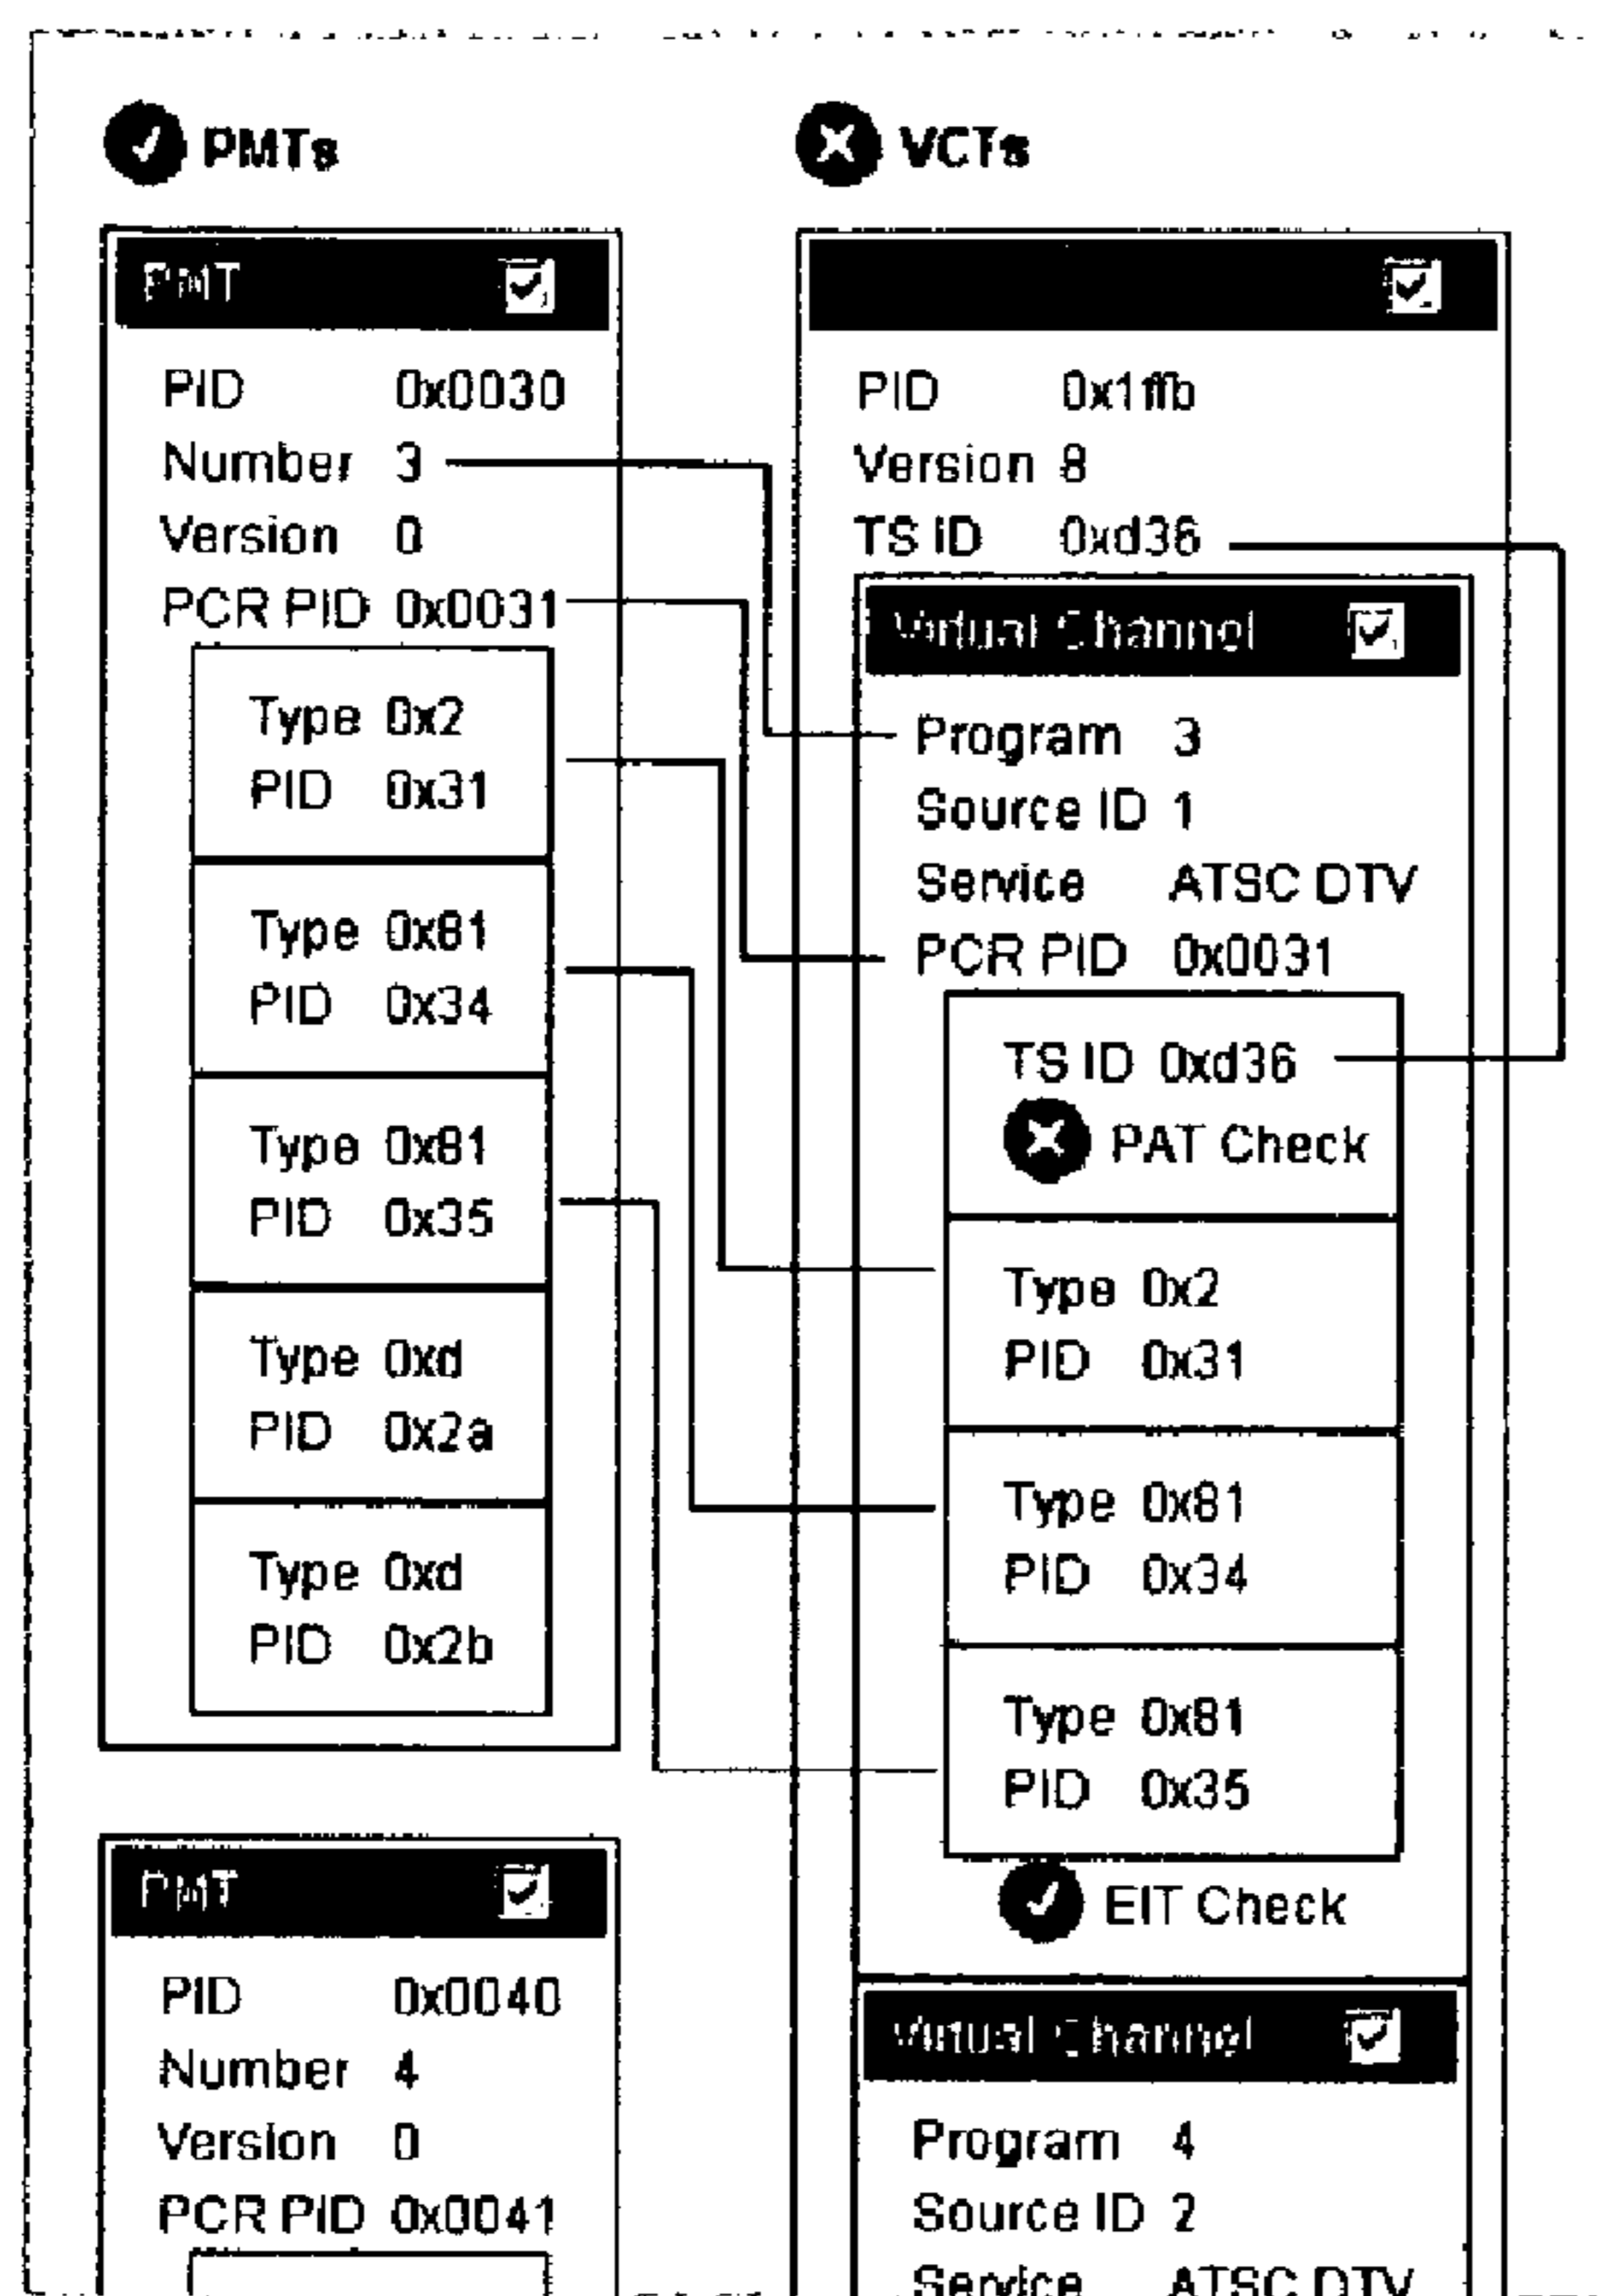 PMTs
PMT
PID 0x0030
Number 3
Version 0
PCR PID 0x0031
Type 0x2
PID 0x31
Type 0x81
PID 0x34
Type 0x81
PID 0x35
Type 0xd
PID 0x2a
Type 0xd
PID 0x2b
PMT
PID 0x0040
Number 4
Version 0
PCR PID 0x0041
VCTs
PID 0x1ffb
Version 8
TS ID 0xd36
Virtual Channel
Program 3
Source ID 1
Service ATSC DTV
PCR PID 0x0031
TS ID 0xd36
PAT Check
Type 0x2
PID 0x31
Type 0x81
PID 0x34
Type 0x81
PID 0x35
EIT Check
Virtual Channel
Program 4
Source ID 2
Service ATSC DTV